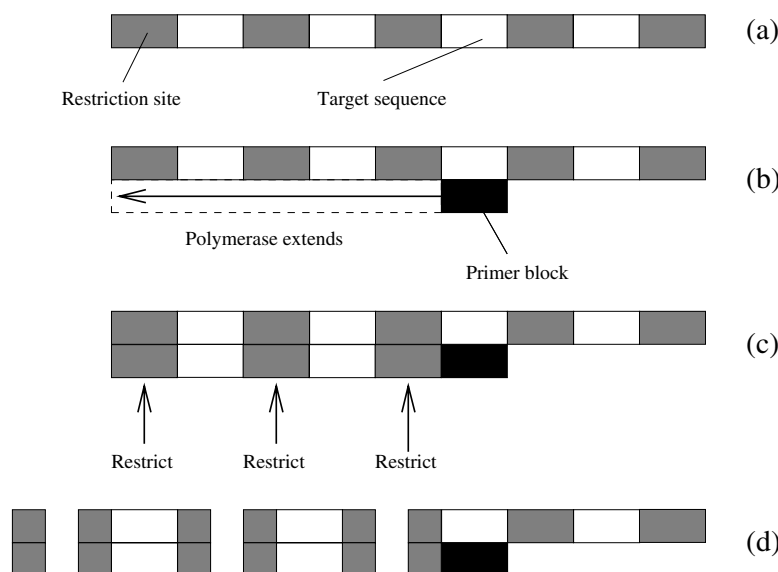 (a)
Restriction site
Target sequence
(b)
Polymerase extends
Primer block
(c)
Restrict
Restrict
Restrict
(d)